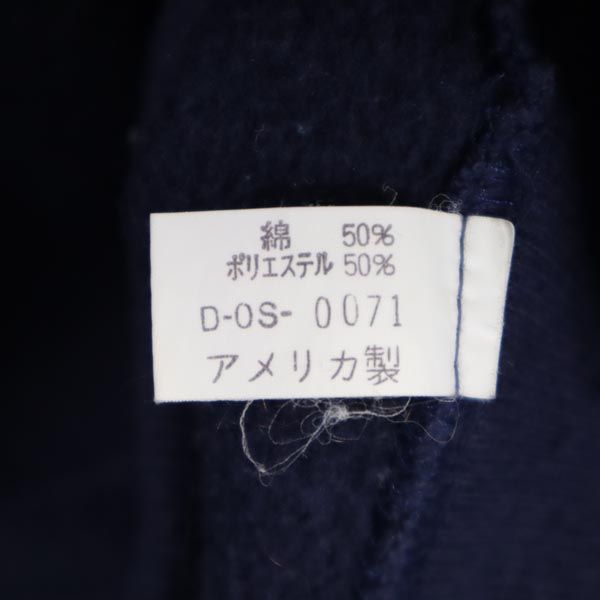 綿 50%
ポリエステル 50%
D-OS- 0071
アメリカ製